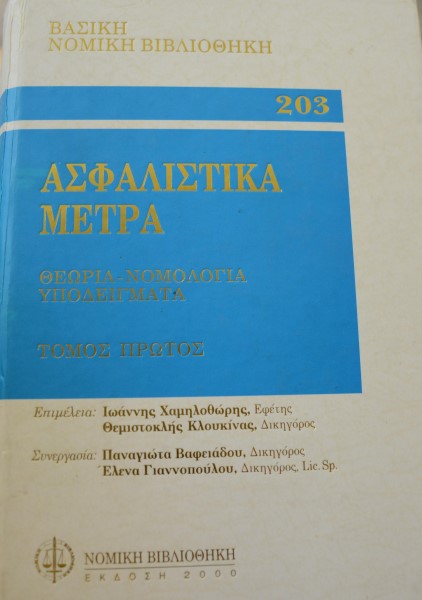 ΒΑΣΙΚΗ
ΝΟΜΙΚΗ ΒΙΒΛΙΟΘΗΚΗ
203
ΑΣΦΑΛΙΣΤΙΚΑ
ΜΕΤΡΑ
ΘΕΩΡΙΑ-ΝΟΜΟΛΟΓΙΑ
ΥΠΟΔΕΙΓΜΑΤΑ
ΤΟΜΟΣ ΠΡΩΤΟΣ
Επιμέλεια: Ιωάννης Χαμηλοθώρης, Εφέτης
Θεμιστοκλής Κλουκίνας, Δικηγόρος
Συνεργασία: Παναγιώτα Βαφειάδου, Δικηγόρος
Έλενα Γιαννοπούλου, Δικηγόρος, Lic. Sp.
ΝΟΜΙΚΗ ΒΙΒΛΙΟΘΗΚΗ
ΕΚΔΟΣΗ 2000